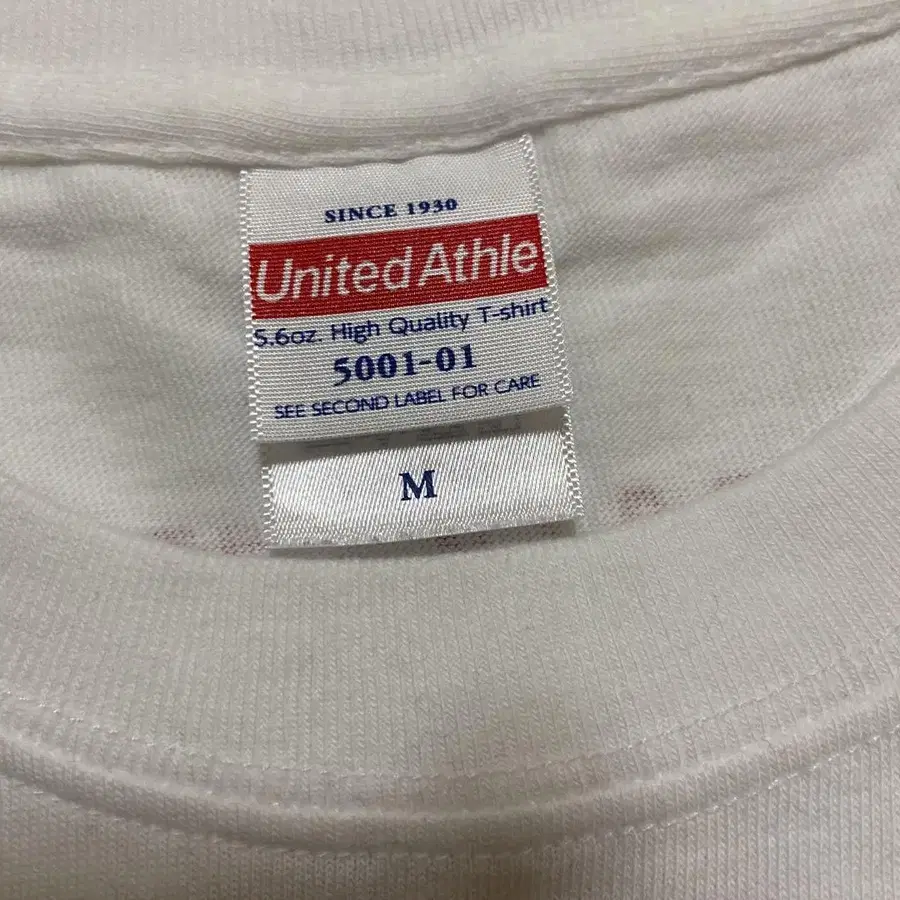 SINCE 1930
United Athle
5.6oz. High Quality T-shirt
5001-01
SEE SECOND LABEL FOR CARE
M